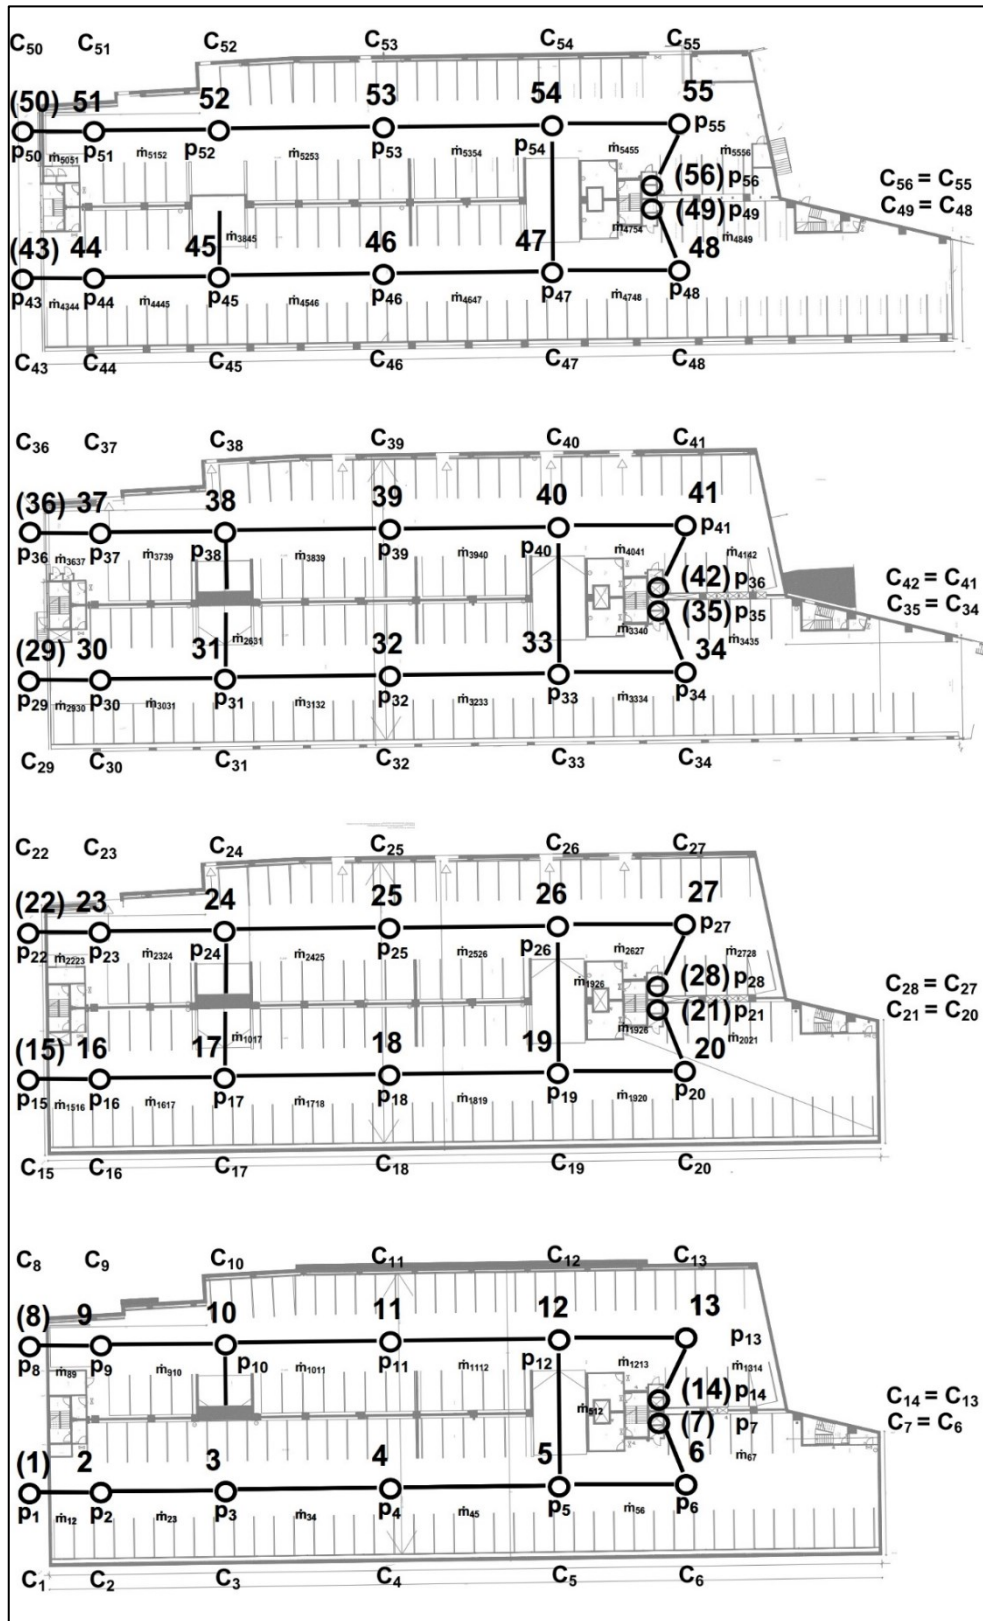 C50 C51 C52 C53 C54 C55
(50) 51 52 53 54 55
p50 p51 p52 p53 p54 p55
ṁ5051 ṁ5152 ṁ5253 ṁ5354 ṁ5455 ṁ5556
(56) p56
C56 = C55
(49) p49
C49 = C48
ṁ3845 ṁ4754 ṁ4849
(43) 44 45 46 47 48
p43 p44 p45 p46 p47 p48
ṁ4344 ṁ4445 ṁ4546 ṁ4647 ṁ4748
C43 C44 C45 C46 C47 C48
C36 C37 C38 C39 C40 C41
(36) 37 38 39 40 41
p36 p37 p38 p39 p40 p41
ṁ3637 ṁ3739 ṁ3839 ṁ3940 ṁ4041 ṁ4142
(42) p36
C42 = C41
(35) p35
C35 = C34
ṁ2631 ṁ3340 ṁ3435
(29) 30 31 32 33 34
p29 p30 p31 p32 p33 p34
ṁ2930 ṁ3031 ṁ3132 ṁ3233 ṁ3334
C29 C30 C31 C32 C33 C34
C22 C23 C24 C25 C26 C27
(22) 23 24 25 26 27
p22 p23 p24 p25 p26 p27
ṁ2223 ṁ2324 ṁ2425 ṁ2526 ṁ2627 ṁ2728
ṁ1926 (28) p28
C28 = C27
(21) p21
C21 = C20
ṁ1017 ṁ1926 ṁ2021
(15) 16 17 18 19 20
p15 p16 p17 p18 p19 p20
ṁ1516 ṁ1617 ṁ1718 ṁ1819 ṁ1920
C15 C16 C17 C18 C19 C20
C8 C9 C10 C11 C12 C13
(8) 9 10 11 12 13
p8 p9 p10 p11 p12 p13
ṁ89 ṁ910 ṁ1011 ṁ1112 ṁ1213 ṁ1314
(14) p14
C14 = C13
ṁ512 (7) p7
C7 = C6
ṁ67
(1) 2 3 4 5 6
p1 p2 p3 p4 p5 p6
ṁ12 ṁ23 ṁ34 ṁ45 ṁ56
C1 C2 C3 C4 C5 C6